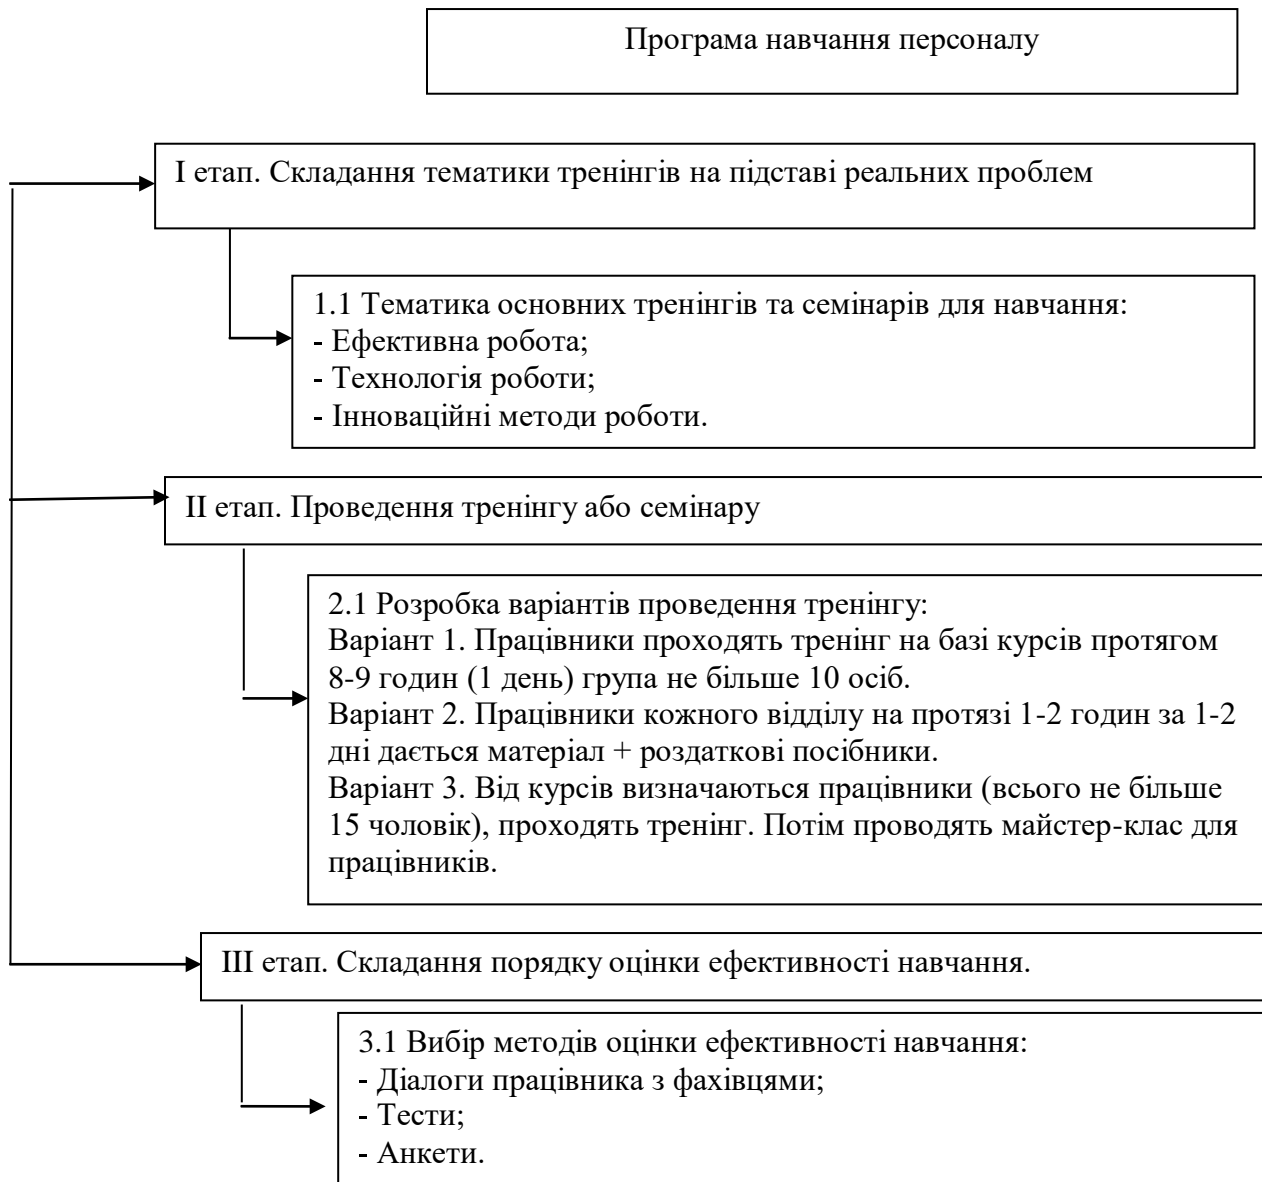 Програма навчання персоналу
І етап. Складання тематики тренінгів на підставі реальних проблем
1.1 Тематика основних тренінгів та семінарів для навчання:
- Ефективна робота;
- Технологія роботи;
- Інноваційні методи роботи.
ІІ етап. Проведення тренінгу або семінару
2.1 Розробка варіантів проведення тренінгу:
Варіант 1. Працівники проходять тренінг на базі курсів протягом
8-9 годин (1 день) група не більше 10 осіб.
Варіант 2. Працівники кожного відділу на протязі 1-2 годин за 1-2
дні дається матеріал + роздаткові посібники.
Варіант 3. Від курсів визначаються працівники (всього не більше
15 чоловік), проходять тренінг. Потім проводять майстер-клас для
працівників.
ІІІ етап. Складання порядку оцінки ефективності навчання.
3.1 Вибір методів оцінки ефективності навчання:
- Діалоги працівника з фахівцями;
- Тести;
- Анкети.